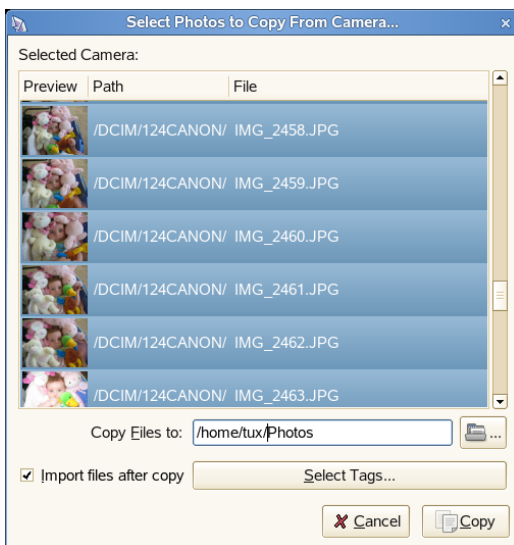 Select Photos to Copy From Camera...
Selected Camera:
Preview Path File
/DCIM/124CANON/ IMG_2458.JPG
/DCIM/124CANON/ IMG_2459.JPG
/DCIM/124CANON/ IMG_2460.JPG
/DCIM/124CANON/ IMG_2461.JPG
/DCIM/124CANON/ IMG_2462.JPG
/DCIM/124CANON/ IMG_2463.JPG
Copy Files to: /home/tux/Photos ...
Import files after copy Select Tags...
Cancel Copy